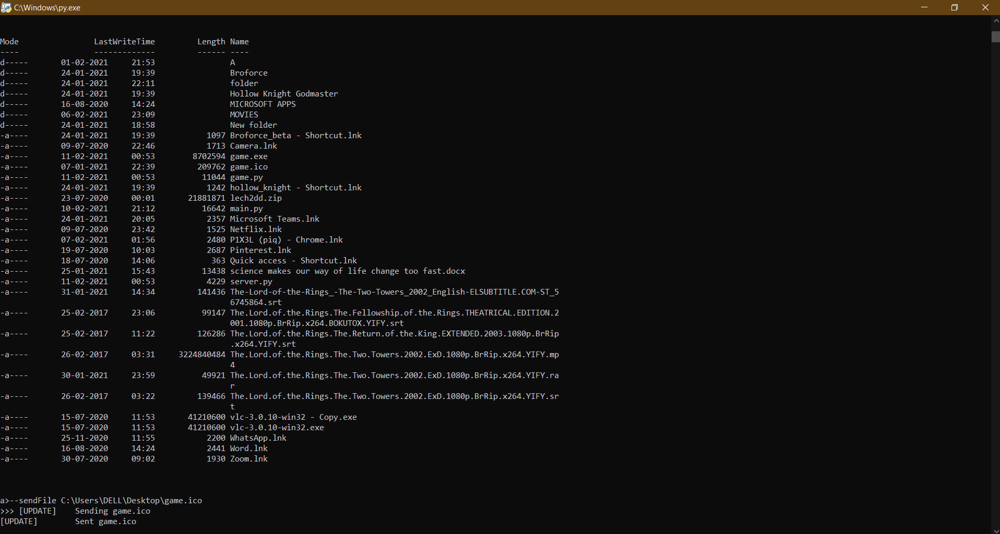 C:\Windows\py.exe
Mode                LastWriteTime         Length Name
----                -------------         ------ ----
d-----       01-02-2021     21:53                A
d-----       24-01-2021     19:39                Broforce
d-----       24-01-2021     22:11                folder
d-----       24-01-2021     19:39                Hollow Knight Godmaster
d-----       16-08-2020     14:24                MICROSOFT APPS
d-----       06-02-2021     23:09                MOVIES
d-----       24-01-2021     18:58                New folder
-a----       24-01-2021     19:39           1097 Broforce_beta - Shortcut.lnk
-a----       09-07-2020     22:46           1713 Camera.lnk
-a----       11-02-2021     00:53        8702594 game.exe
-a----       07-01-2021     22:39         209762 game.ico
-a----       11-02-2021     00:53          11044 game.py
-a----       24-01-2021     19:39           1242 hollow_knight - Shortcut.lnk
-a----       23-07-2020     00:01       21881871 lech2dd.zip
-a----       10-02-2021     21:12          16642 main.py
-a----       24-01-2021     20:05           2357 Microsoft Teams.lnk
-a----       09-07-2020     23:42           1525 Netflix.lnk
-a----       07-02-2021     01:56           2480 P1X3L (piq) - Chrome.lnk
-a----       19-07-2020     10:03           2687 Pinterest.lnk
-a----       18-07-2020     14:06            363 Quick access - Shortcut.lnk
-a----       25-01-2021     15:43          13438 science makes our way of life change too fast.docx
-a----       11-02-2021     00:53           4229 server.py
-a----       31-01-2021     14:34         141436 The-Lord-of-the-Rings_-The-Two-Towers_2002_English-ELSUBTITLE.COM-ST_5
                                                 6745864.srt
-a----       25-02-2017     23:06          99147 The.Lord.of.the.Rings.The.Fellowship.of.the.Rings.THEATRICAL.EDITION.2
                                                 001.1080p.BrRip.x264.BOKUTOX.YIFY.srt
-a----       25-02-2017     11:22         126286 The.Lord.of.the.Rings.The.Return.of.the.King.EXTENDED.2003.1080p.BrRip
                                                 .x264.YIFY.srt
-a----       26-02-2017     03:31     3224840484 The.Lord.of.the.Rings.The.Two.Towers.2002.ExD.1080p.BrRip.x264.YIFY.mp
                                                 4
-a----       30-01-2021     23:59          49921 The.Lord.of.the.Rings.The.Two.Towers.2002.ExD.1080p.BrRip.x264.YIFY.ra
                                                 r
-a----       26-02-2017     03:22         139466 The.Lord.of.the.Rings.The.Two.Towers.2002.ExD.1080p.BrRip.x264.YIFY.sr
                                                 t
-a----       15-07-2020     11:53       41210600 vlc-3.0.10-win32 - Copy.exe
-a----       15-07-2020     11:53       41210600 vlc-3.0.10-win32.exe
-a----       25-11-2020     11:55           2200 WhatsApp.lnk
-a----       16-08-2020     14:24           2441 Word.lnk
-a----       30-07-2020     09:02           1930 Zoom.lnk
a>--sendFile C:\Users\DELL\Desktop\game.ico
>>> [UPDATE]    Sending game.ico
[UPDATE]        Sent game.ico